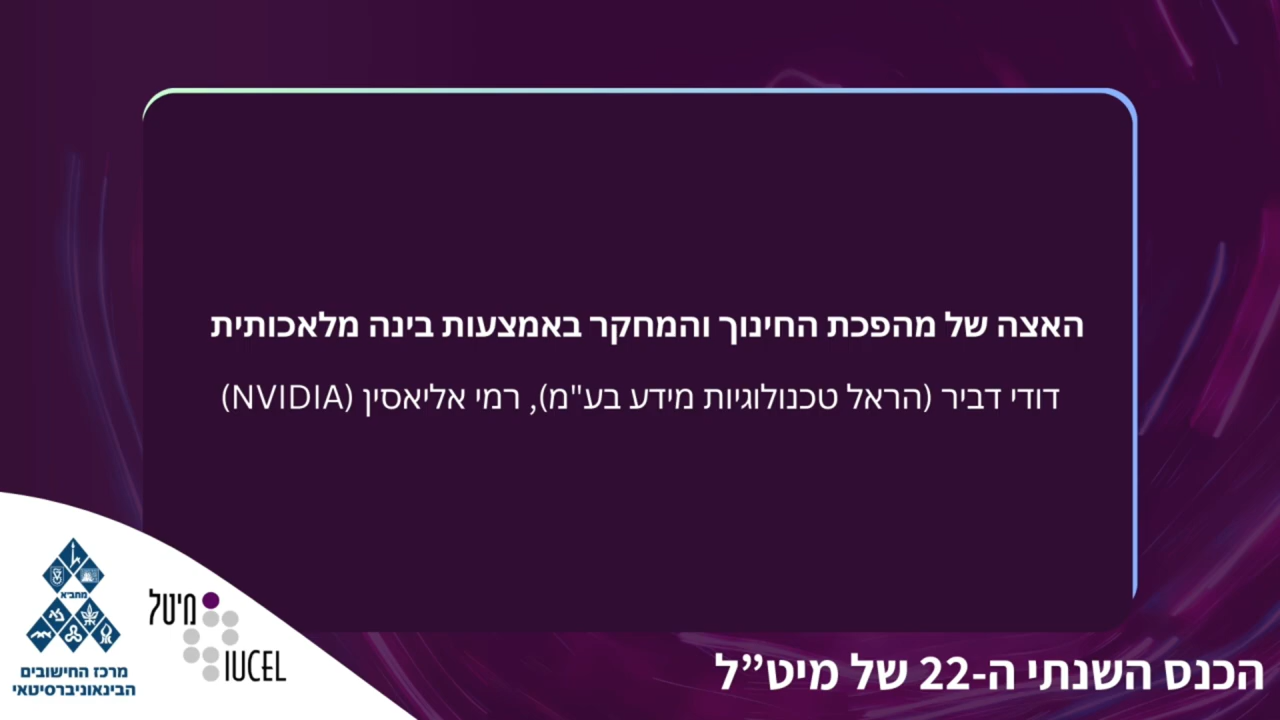 האצה של מהפכת החינוך והמחקר באמצעות בינה מלאכותית
דודי דביר (הראל טכנולוגיות מידע בע"מ), רמי אליאסין (NVIDIA)
הכנס השנתי ה-22 של מיט”ל
מחב"א
מרכז החישובים
הבינאוניברסיטאי
מיטל
IUCEL